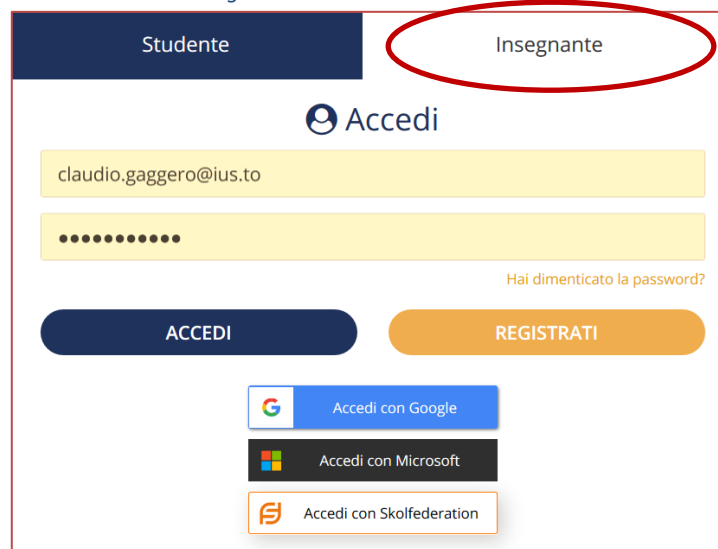 Studente
Insegnante
Accedi
claudio.gaggero@ius.to
●●●●●●●●●●●
Hai dimenticato la password?
ACCEDI
REGISTRATI
Accedi con Google
Accedi con Microsoft
Accedi con Skolfederation